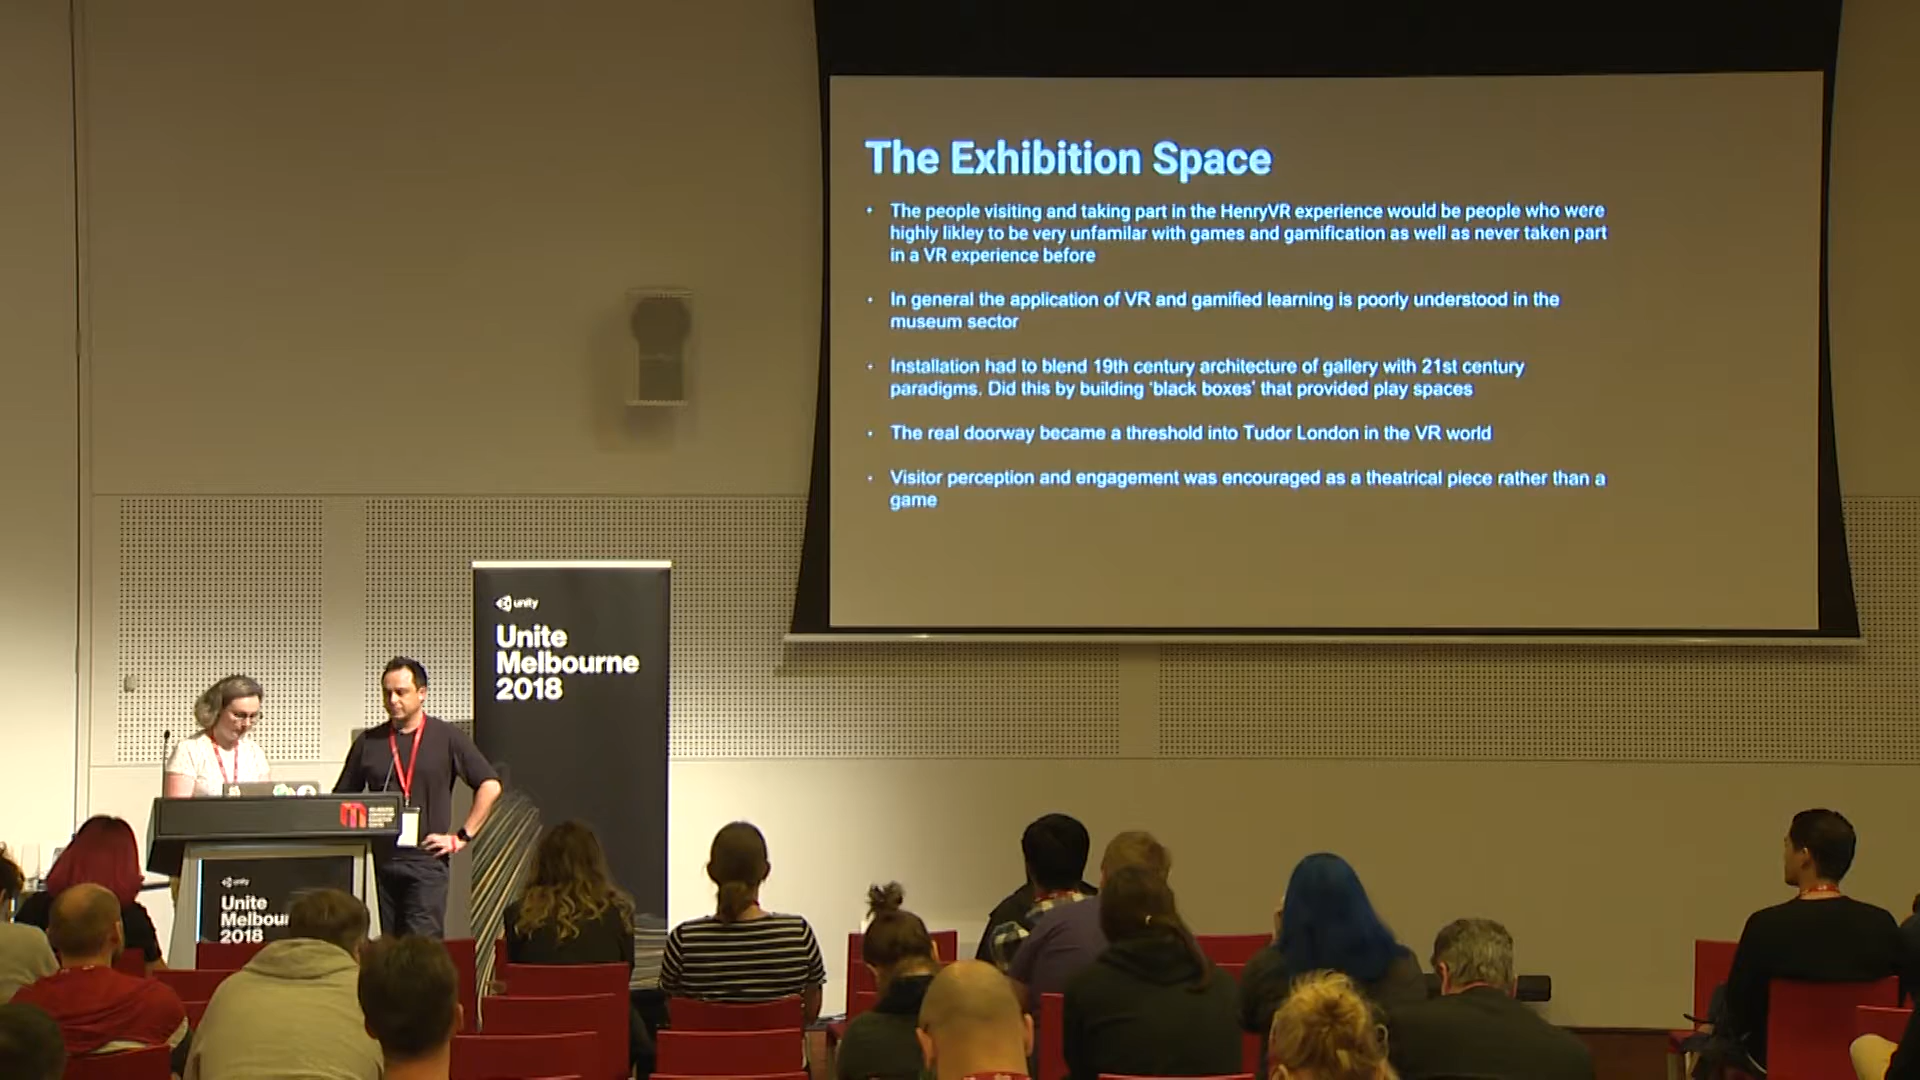 The Exhibition Space
• The people visiting and taking part in the HenryVR experience would be people who were
highly likley to be very unfamilar with games and gamification as well as never taken part
in a VR experience before
• In general the application of VR and gamified learning is poorly understood in the
museum sector
• Installation had to blend 19th century architecture of gallery with 21st century
paradigms. Did this by building ‘black boxes’ that provided play spaces
• The real doorway became a threshold into Tudor London in the VR world
• Visitor perception and engagement was encouraged as a theatrical piece rather than a
game
unity
Unite
Melbourne
2018
unity
Unite
Melbour
2018